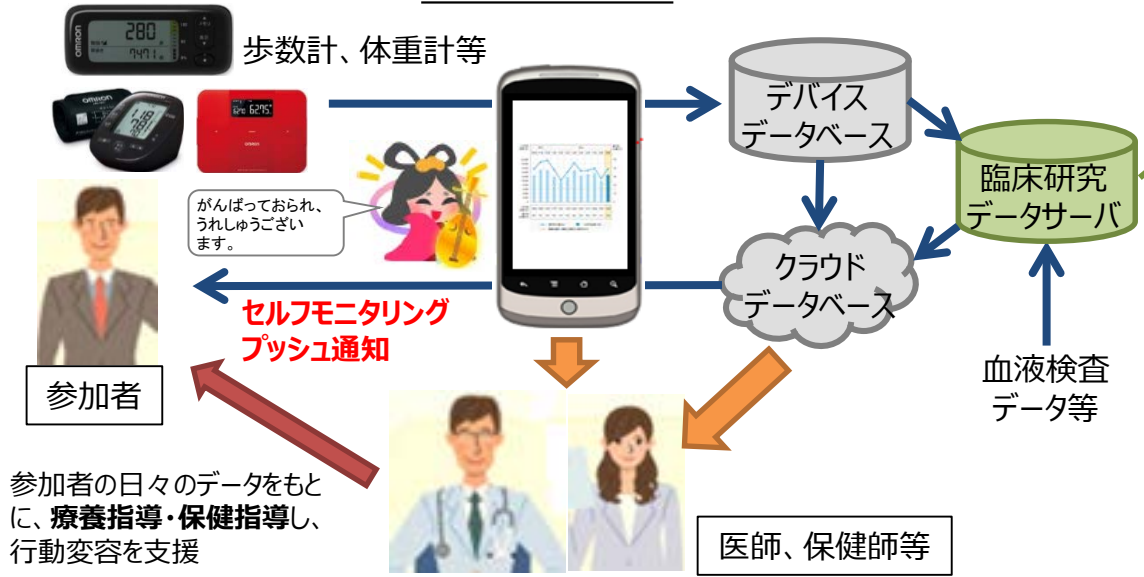 OMRON
280
7471
歩数計、体重計等
OMRON
がんばっておられ、
うれしゅうござい
ます。
デバイス
データベース
臨床研究
データサーバ
クラウド
データベース
セルフモニタリング
プッシュ通知
血液検査
データ等
参加者
参加者の日々のデータをもと
に、療養指導・保健指導し、
行動変容を支援
医師、保健師等